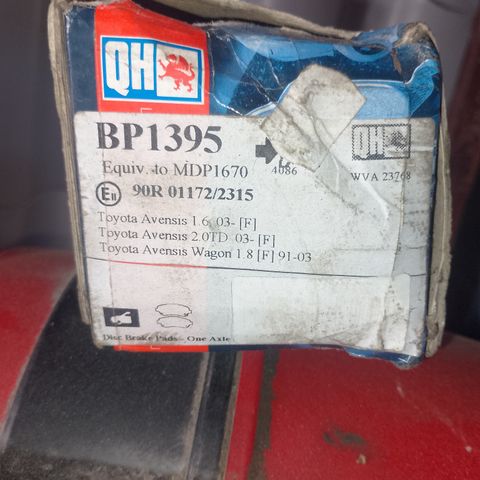 QH
BP1395
Equiv. to MDP1670
4086
QH
WVA 23768
E11 90R 01172/2315
Toyota Avensis 1.6 03- [F]
Toyota Avensis 2.0TD 03- [F]
Toyota Avensis Wagon 1.8 [F] 91-03
Disc Brake Pads - One Axle